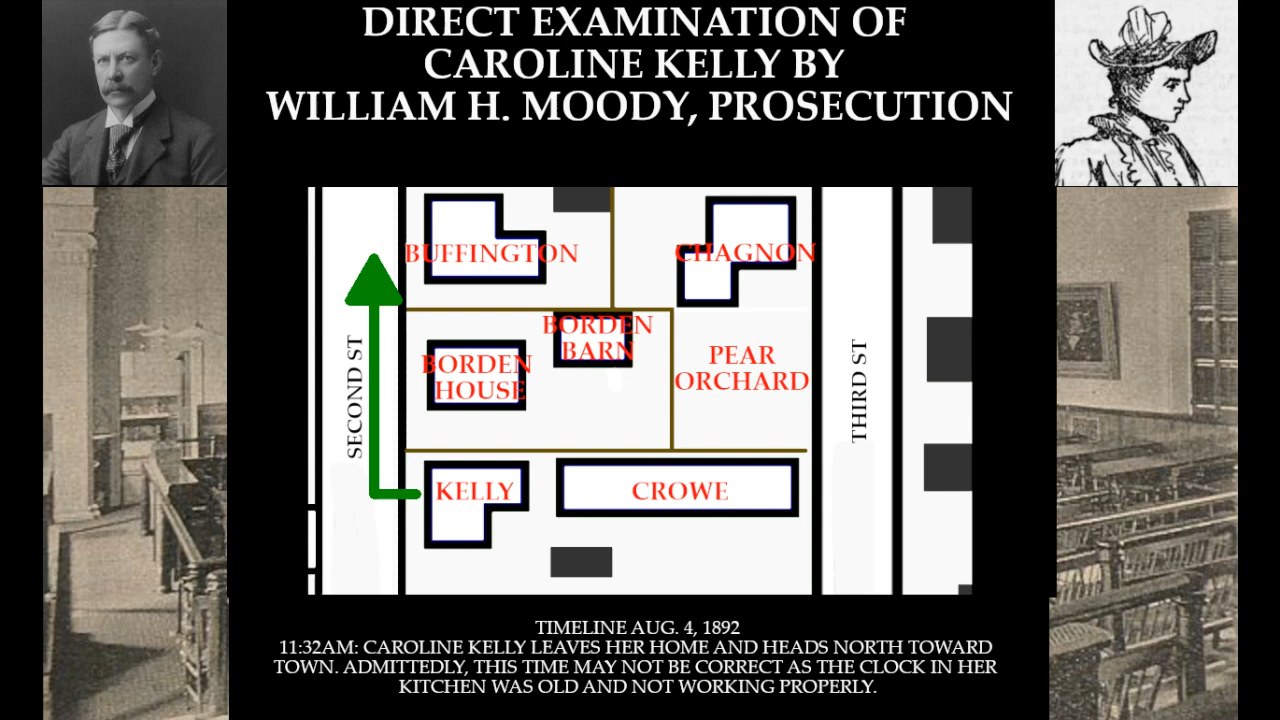 DIRECT EXAMINATION OF
CAROLINE KELLY BY
WILLIAM H. MOODY, PROSECUTION
BUFFINGTON
CHAGNON
BORDEN
BARN
BORDEN
HOUSE
PEAR
ORCHARD
SECOND ST
THIRD ST
KELLY
CROWE
TIMELINE AUG. 4, 1892
11:32AM: CAROLINE KELLY LEAVES HER HOME AND HEADS NORTH TOWARD
TOWN. ADMITTEDLY, THIS TIME MAY NOT BE CORRECT AS THE CLOCK IN HER
KITCHEN WAS OLD AND NOT WORKING PROPERLY.